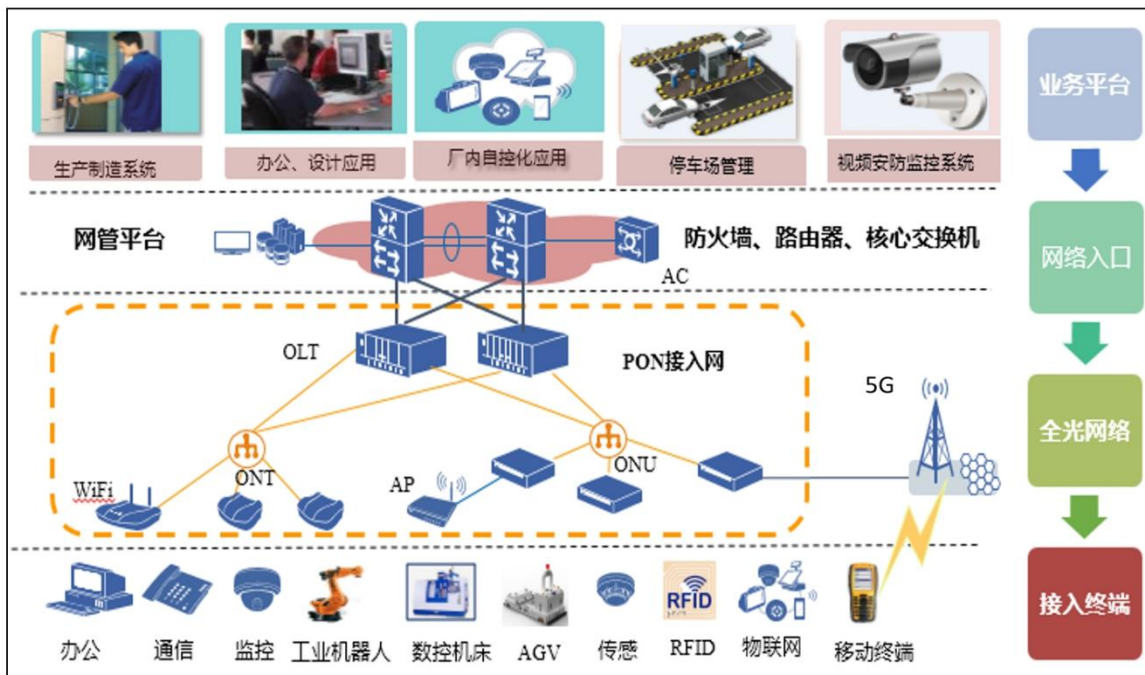 生产制造系统
办公、设计应用
厂内自控化应用
停车场管理
视频安防监控系统
业务平台
网管平台
防火墙、路由器、核心交换机
AC
网络入口
OLT
PON接入网
5G
全光网络
ONT
ONU
WiFi
AP
RFID
办公
通信
监控
工业机器人
数控机床
AGV
传感
RFID
物联网
移动终端
接入终端